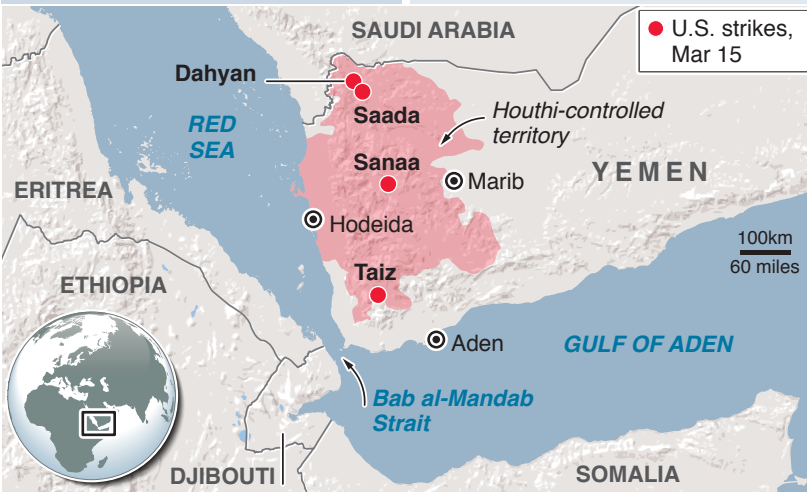 SAUDI ARABIA
U.S. strikes,
Mar 15
Dahyan
Saada
Houthi-controlled
territory
RED
SEA
Sanaa
Marib
YEMEN
ERITREA
Hodeida
100km
60 miles
ETHIOPIA
Taiz
Aden
GULF OF ADEN
Bab al-Mandab
Strait
DJIBOUTI
SOMALIA